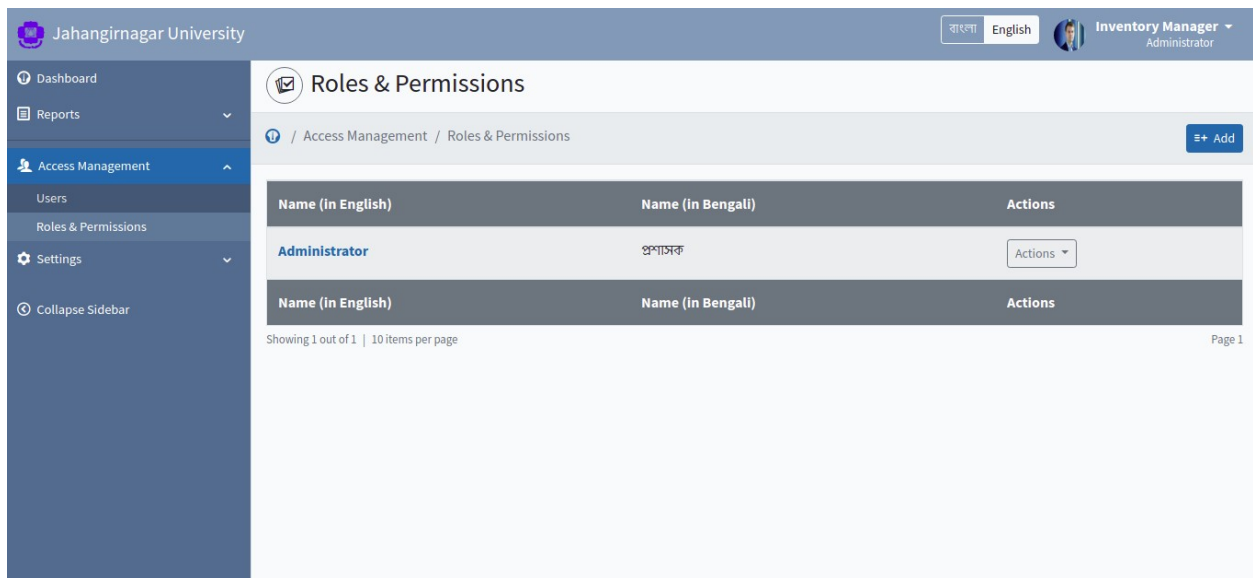 Jahangirnagar University
বাংলা English
Inventory Manager
Administrator
Dashboard
Reports
Access Management
Users
Roles & Permissions
Settings
Collapse Sidebar
Roles & Permissions
/ Access Management / Roles & Permissions
Add
Name (in English) Name (in Bengali) Actions
Administrator প্রশাসক Actions
Name (in English) Name (in Bengali) Actions
Showing 1 out of 1 | 10 items per page Page 1